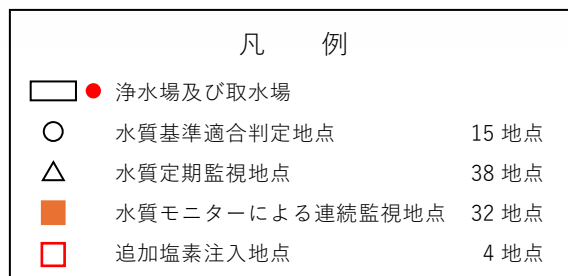 凡　例
浄水場及び取水場
水質基準適合判定地点　15 地点
水質定期監視地点　38 地点
水質モニターによる連続監視地点　32 地点
追加塩素注入地点　4 地点